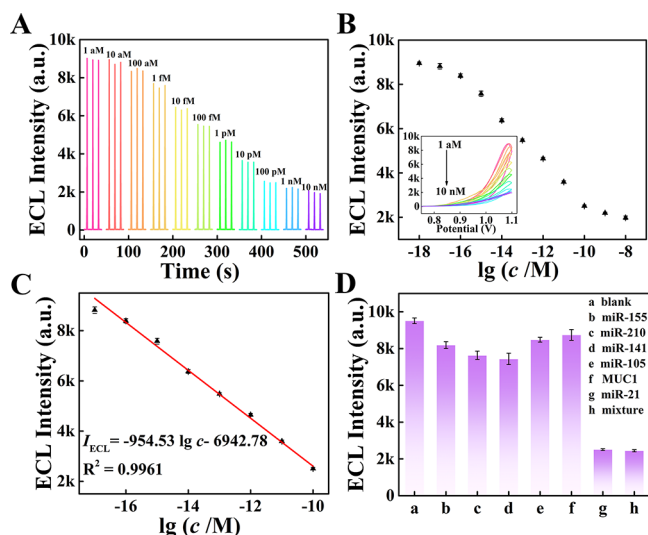 A
10k
8k
6k
4k
2k
0
ECL Intensity (a.u.)
1 aM
10 aM
100 aM
1 fM
10 fM
100 fM
1 pM
10 pM
100 pM
1 nM
10 nM
0 100 200 300 400 500
Time (s)
B
10k
8k
6k
4k
2k
ECL Intensity (a.u.)
10k
8k
6k
4k
2k
0
1 aM
10 nM
0.8 0.9 1.0 1.1
Potential (V)
-18 -16 -14 -12 -10 -8
lg (c /M)
C
8k
6k
4k
2k
ECL Intensity (a.u.)
I ECL = -954.53 lg c- 6942.78
R² = 0.9961
-16 -14 -12 -10
lg (c /M)
D
10k
8k
6k
4k
2k
0
ECL Intensity (a.u.)
a blank
b miR-155
c miR-210
d miR-141
e miR-105
f MUC1
g miR-21
h mixture
a b c d e f g h